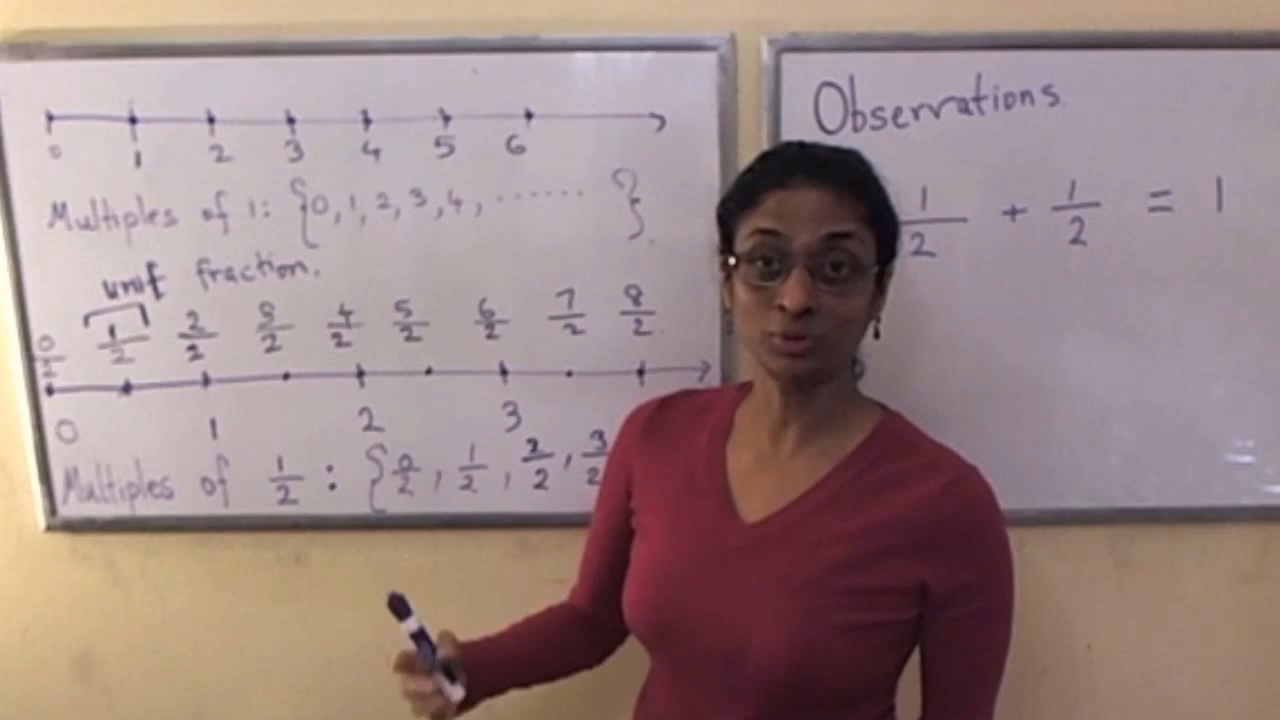 0 1 2 3 4 5 6
Multiples of 1: {0, 1, 2, 3, 4, ....... }.
unit fraction.
0/2 1/2 2/2 3/2 4/2 5/2 6/2 7/2 8/2
0 1 2 3
Multiples of 1/2 : {0/2, 1/2, 2/2, 3/2
Observations
1/2 + 1/2 = 1